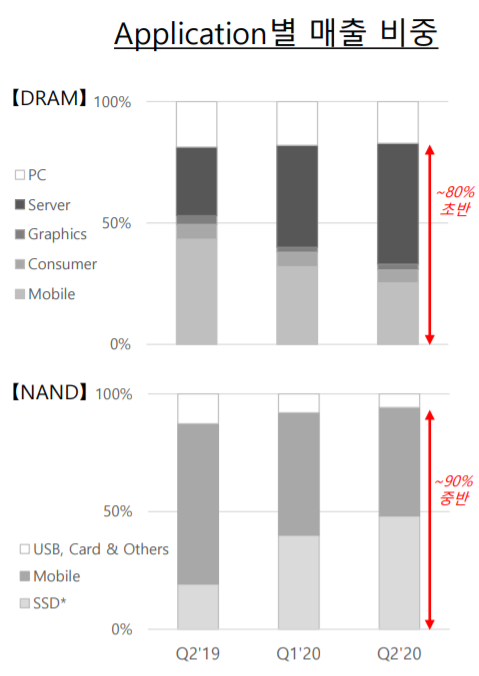 Application별 매출 비중
【DRAM】
100%
PC
Server
Graphics
Consumer
Mobile
50%
0%
~80%
초반
【NAND】
100%
50%
USB, Card & Others
Mobile
SSD*
0%
~90%
중반
Q2'19 Q1'20 Q2'20